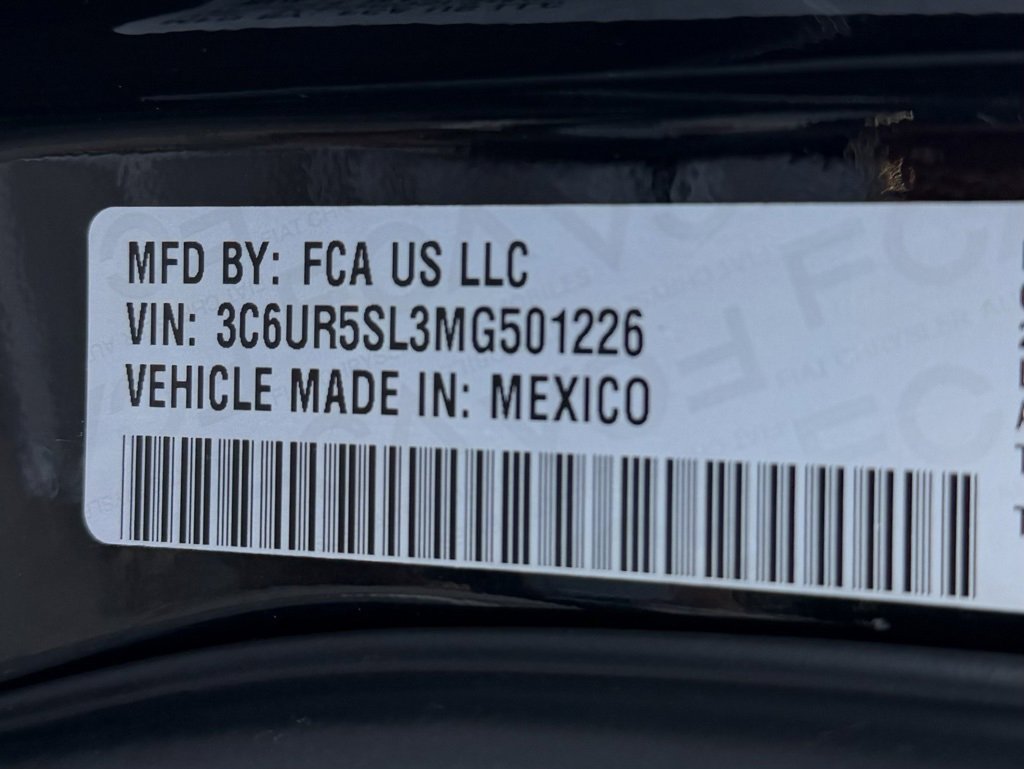 MFD BY: FCA US LLC
VIN: 3C6UR5SL3MG501226
VEHICLE MADE IN: MEXICO